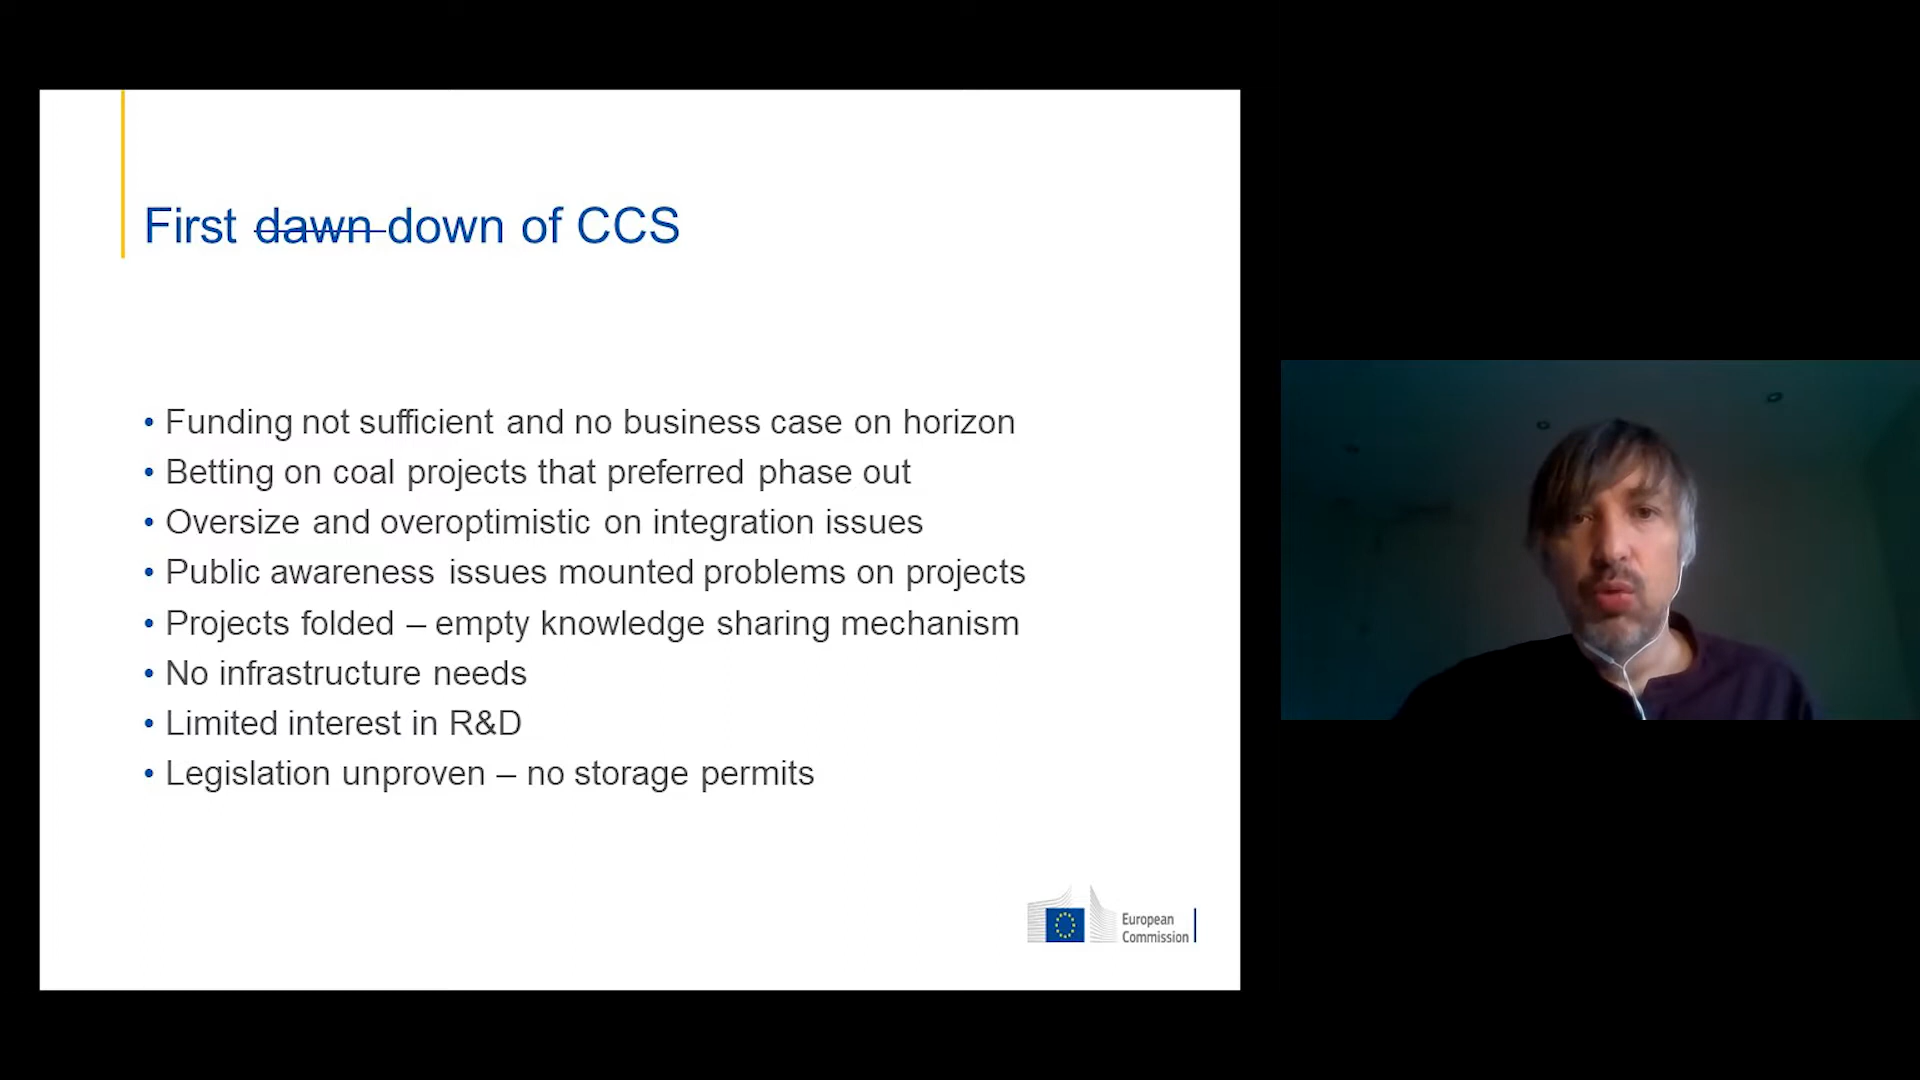 First dawn down of CCS
• Funding not sufficient and no business case on horizon
• Betting on coal projects that preferred phase out
• Oversize and overoptimistic on integration issues
• Public awareness issues mounted problems on projects
• Projects folded – empty knowledge sharing mechanism
• No infrastructure needs
• Limited interest in R&D
• Legislation unproven – no storage permits
European
Commission